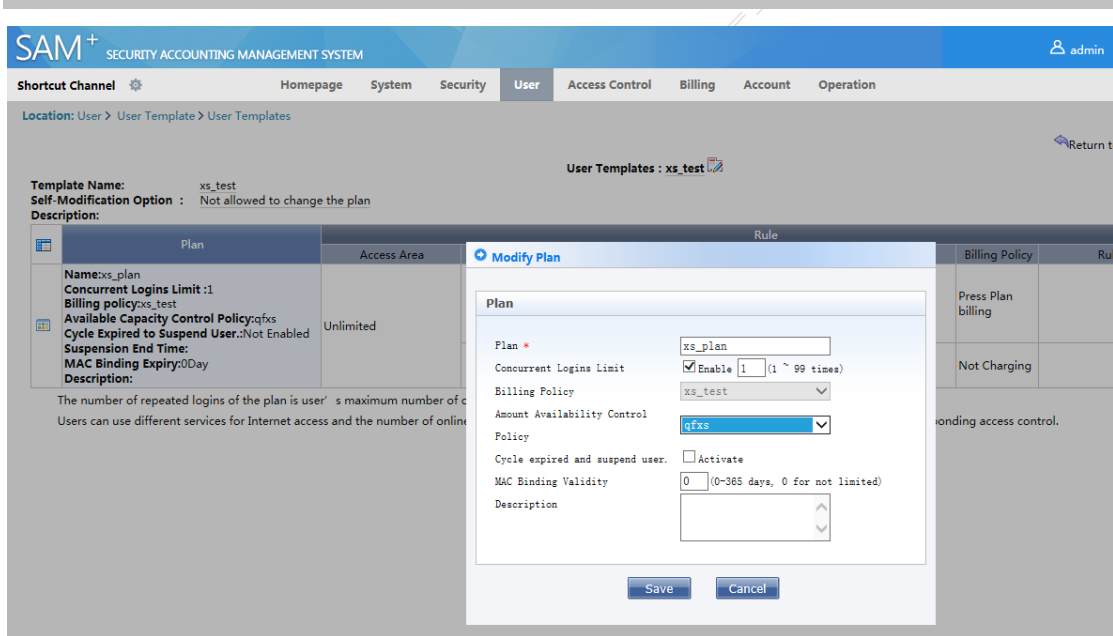 SAM+ SECURITY ACCOUNTING MANAGEMENT SYSTEM
admin
Shortcut Channel Homepage System Security User Access Control Billing Account Operation
Location: User > User Template > User Templates
Return t
User Templates : xs_test
Template Name: xs_test
Self-Modification Option : Not allowed to change the plan
Description:
Plan
Rule
Access Area
Billing Policy
Ru
Name:xs_plan
Concurrent Logins Limit :1
Billing policy:xs_test
Available Capacity Control Policy:qfxs
Cycle Expired to Suspend User.:Not Enabled
Suspension End Time:
MAC Binding Expiry:0Day
Description:
Unlimited
Press Plan
billing
Not Charging
The number of repeated logins of the plan is user' s maximum number of c
Users can use different services for Internet access and the number of online
onding access control.
Modify Plan
Plan
Plan * xs_plan
Concurrent Logins Limit Enable 1 (1 ~ 99 times)
Billing Policy xs_test
Amount Availability Control
Policy
qfxs
Cycle expired and suspend user. Activate
MAC Binding Validity 0 (0-365 days, 0 for not limited)
Description
Save Cancel